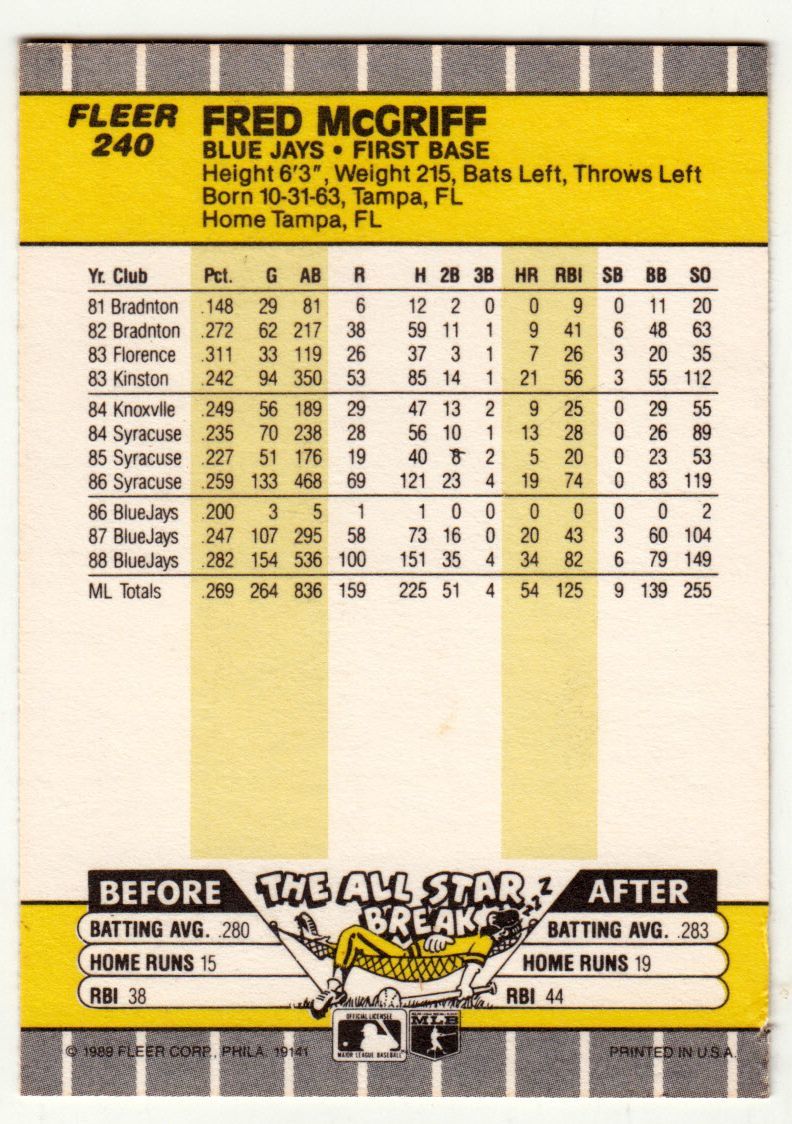 FLEER
240
FRED McGRIFF
BLUE JAYS • FIRST BASE
Height 6'3", Weight 215, Bats Left, Throws Left
Born 10-31-63, Tampa, FL
Home Tampa, FL
Yr. Club Pct. G AB R H 2B 3B HR RBI SB BB SO
81 Bradnton .148 29 81 6 12 2 0 0 9 0 11 20
82 Bradnton .272 62 217 38 59 11 1 9 41 6 48 63
83 Florence .311 33 119 26 37 3 1 7 26 3 20 35
83 Kinston .242 94 350 53 85 14 1 21 56 3 55 112
84 Knoxvlle .249 56 189 29 47 13 2 9 25 0 29 55
84 Syracuse .235 70 238 28 56 10 1 13 28 0 26 89
85 Syracuse .227 51 176 19 40 8 2 5 20 0 23 53
86 Syracuse .259 133 468 69 121 23 4 19 74 0 83 119
86 BlueJays .200 3 5 1 1 0 0 0 0 0 0 2
87 BlueJays .247 107 295 58 73 16 0 20 43 3 60 104
88 BlueJays .282 154 536 100 151 35 4 34 82 6 79 149
ML Totals .269 264 836 159 225 51 4 54 125 9 139 255
BEFORE THE ALL STAR BREAK ZZZ AFTER
BATTING AVG. .280 BATTING AVG. .283
HOME RUNS 15 HOME RUNS 19
RBI 38 RBI 44
OFFICIAL LICENSEE
MAJOR LEAGUE BASEBALL
MLB
© 1989 FLEER CORP., PHILA. 19141 PRINTED IN U.S.A.